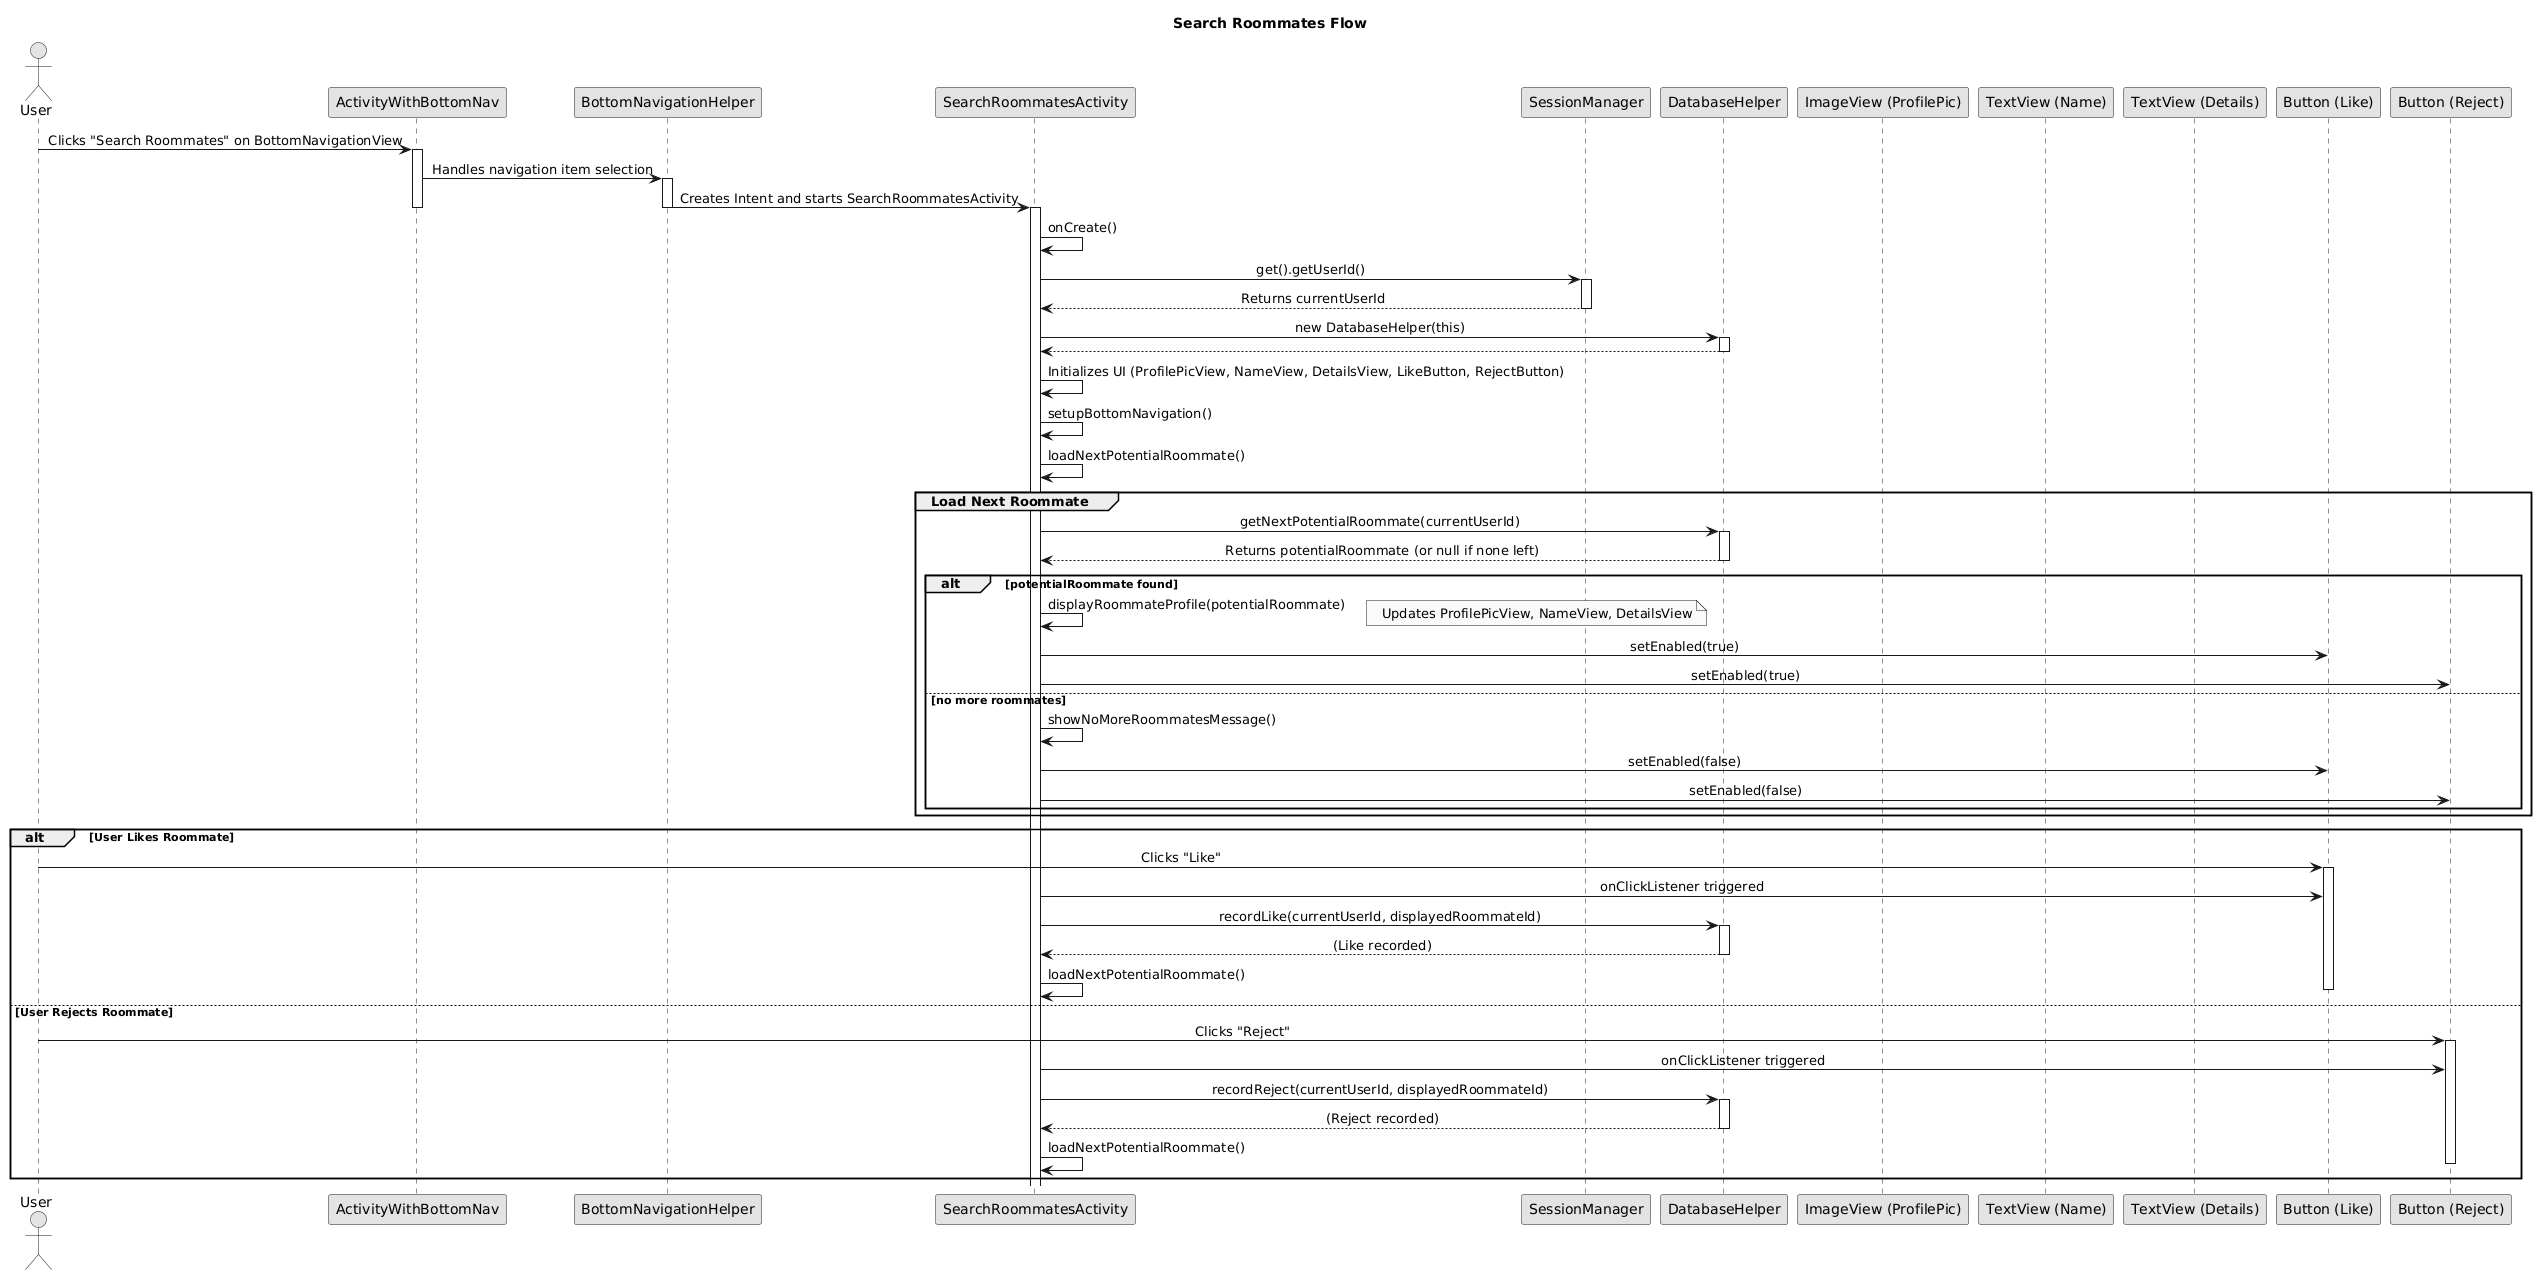 Search Roommates Flow
User
ActivityWithBottomNav
BottomNavigationHelper
SearchRoommatesActivity
SessionManager
DatabaseHelper
ImageView (ProfilePic)
TextView (Name)
TextView (Details)
Button (Like)
Button (Reject)
Clicks "Search Roommates" on BottomNavigationView
Handles navigation item selection
Creates Intent and starts SearchRoommatesActivity
onCreate()
get().getUserId()
Returns currentUserId
new DatabaseHelper(this)
Initializes UI (ProfilePicView, NameView, DetailsView, LikeButton, RejectButton)
setupBottomNavigation()
loadNextPotentialRoommate()
Load Next Roommate
getNextPotentialRoommate(currentUserId)
Returns potentialRoommate (or null if none left)
alt
[potentialRoommate found]
displayRoommateProfile(potentialRoommate)
Updates ProfilePicView, NameView, DetailsView
setEnabled(true)
setEnabled(true)
[no more roommates]
showNoMoreRoommatesMessage()
setEnabled(false)
setEnabled(false)
alt
[User Likes Roommate]
Clicks "Like"
onClickListener triggered
recordLike(currentUserId, displayedRoommateId)
(Like recorded)
loadNextPotentialRoommate()
[User Rejects Roommate]
Clicks "Reject"
onClickListener triggered
recordReject(currentUserId, displayedRoommateId)
(Reject recorded)
loadNextPotentialRoommate()
User
ActivityWithBottomNav
BottomNavigationHelper
SearchRoommatesActivity
SessionManager
DatabaseHelper
ImageView (ProfilePic)
TextView (Name)
TextView (Details)
Button (Like)
Button (Reject)